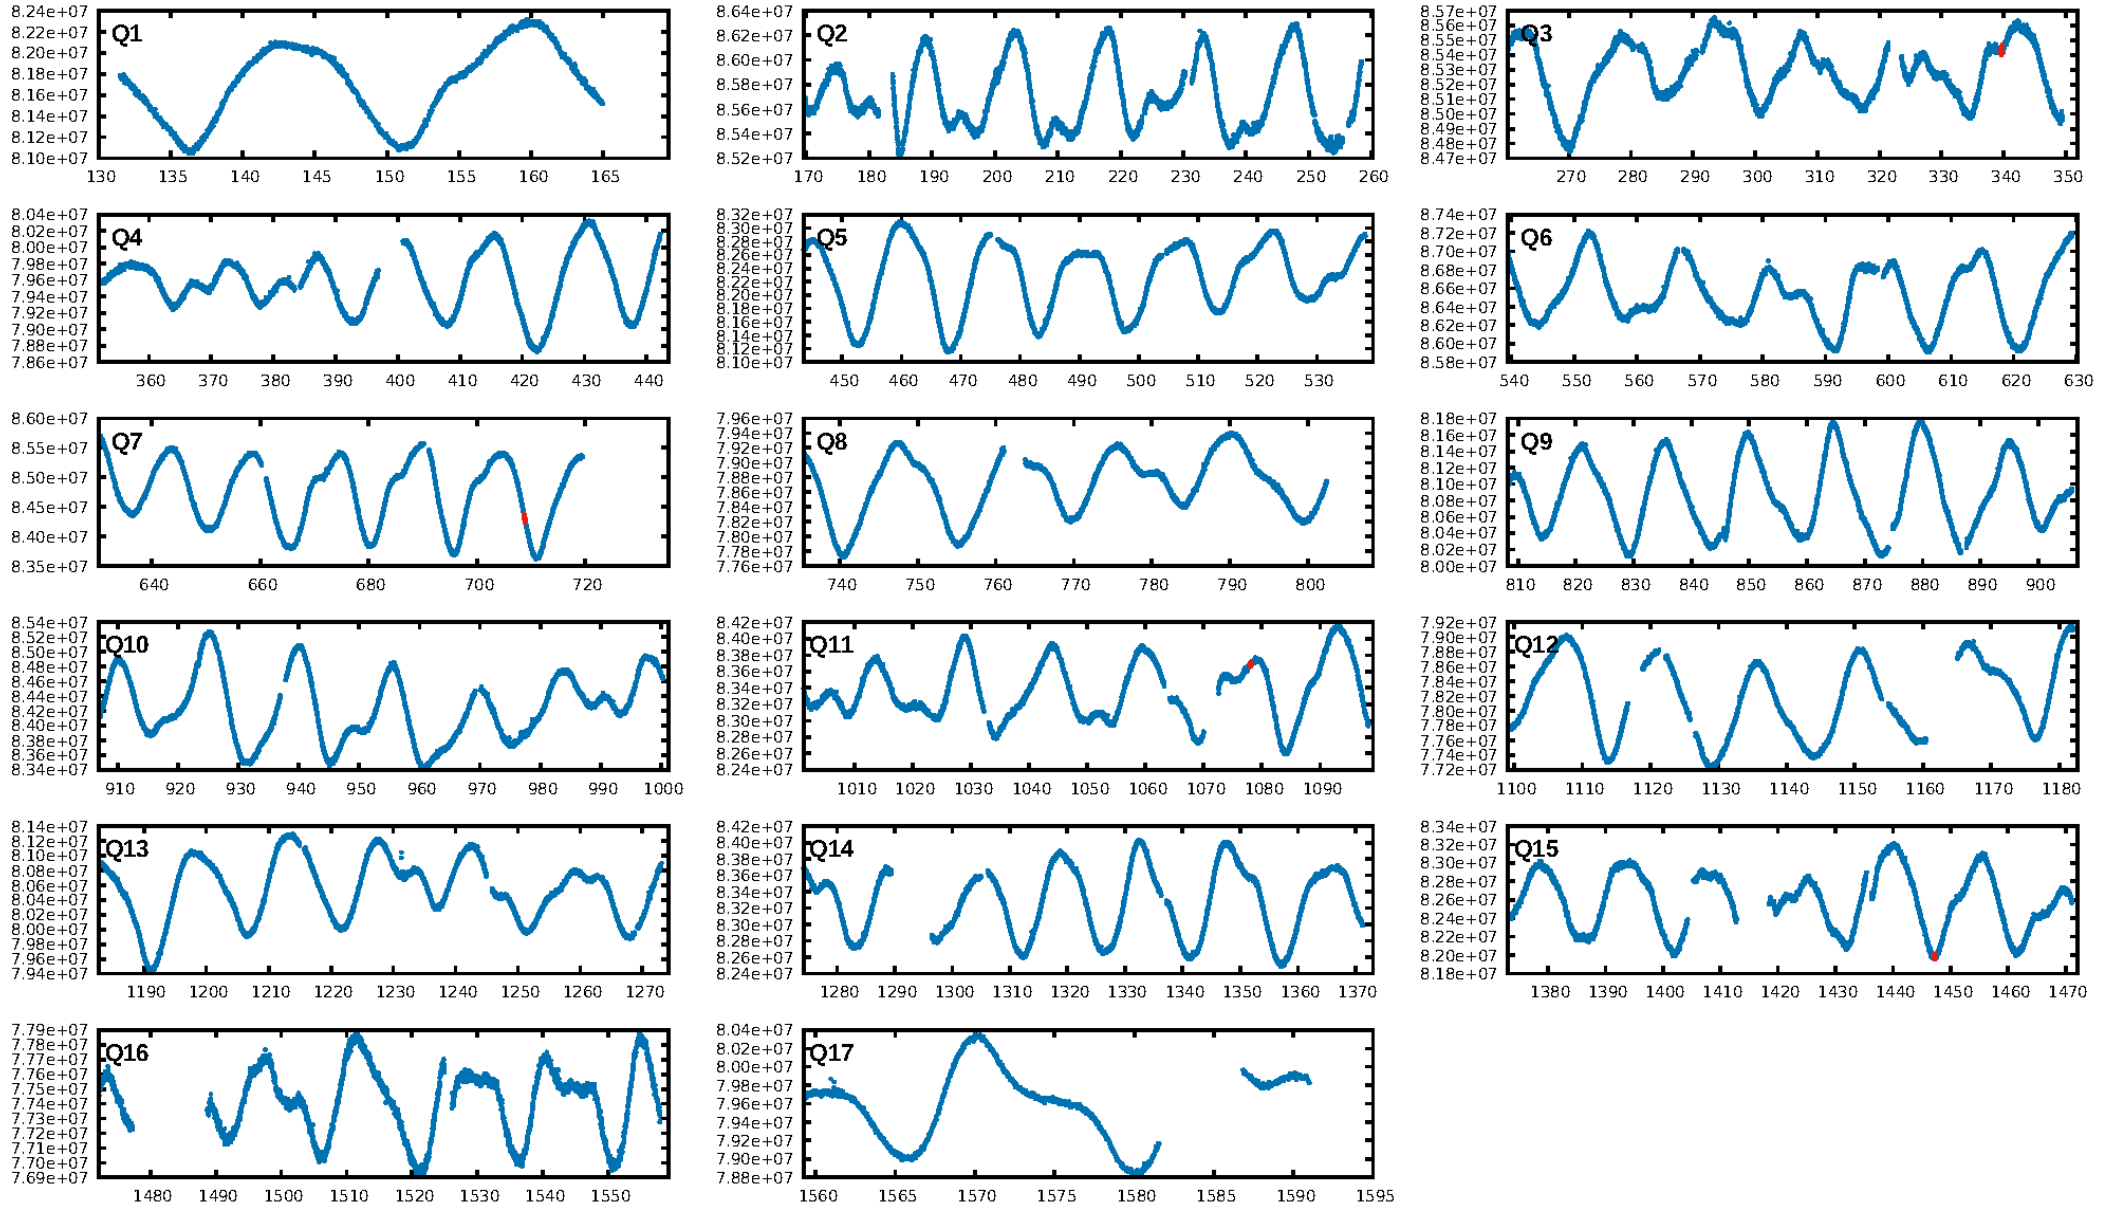 8.24e+07
8.22e+07
8.20e+07
8.18e+07
8.16e+07
8.14e+07
8.12e+07
8.10e+07
Q1
130 135 140 145 150 155 160 165
8.64e+07
8.62e+07
8.60e+07
8.58e+07
8.56e+07
8.54e+07
8.52e+07
Q2
170 180 190 200 210 220 230 240 250 260
8.57e+07
8.56e+07
8.55e+07
8.54e+07
8.53e+07
8.52e+07
8.51e+07
8.50e+07
8.49e+07
8.48e+07
8.47e+07
Q3
270 280 290 300 310 320 330 340 350
8.04e+07
8.02e+07
8.00e+07
7.98e+07
7.96e+07
7.94e+07
7.92e+07
7.90e+07
7.88e+07
7.86e+07
Q4
360 370 380 390 400 410 420 430 440
8.32e+07
8.30e+07
8.28e+07
8.26e+07
8.24e+07
8.22e+07
8.20e+07
8.18e+07
8.16e+07
8.14e+07
8.12e+07
8.10e+07
Q5
450 460 470 480 490 500 510 520 530
8.74e+07
8.72e+07
8.70e+07
8.68e+07
8.66e+07
8.64e+07
8.62e+07
8.60e+07
8.58e+07
Q6
540 550 560 570 580 590 600 610 620 630
8.60e+07
8.55e+07
8.50e+07
8.45e+07
8.40e+07
8.35e+07
Q7
640 660 680 700 720
7.96e+07
7.94e+07
7.92e+07
7.90e+07
7.88e+07
7.86e+07
7.84e+07
7.82e+07
7.80e+07
7.78e+07
7.76e+07
Q8
740 750 760 770 780 790 800
8.18e+07
8.16e+07
8.14e+07
8.12e+07
8.10e+07
8.08e+07
8.06e+07
8.04e+07
8.02e+07
8.00e+07
Q9
810 820 830 840 850 860 870 880 890 900
8.54e+07
8.52e+07
8.50e+07
8.48e+07
8.46e+07
8.44e+07
8.42e+07
8.40e+07
8.38e+07
8.36e+07
8.34e+07
Q10
910 920 930 940 950 960 970 980 990 1000
8.42e+07
8.40e+07
8.38e+07
8.36e+07
8.34e+07
8.32e+07
8.30e+07
8.28e+07
8.26e+07
8.24e+07
Q11
1010 1020 1030 1040 1050 1060 1070 1080 1090
7.92e+07
7.90e+07
7.88e+07
7.86e+07
7.84e+07
7.82e+07
7.80e+07
7.78e+07
7.76e+07
7.74e+07
7.72e+07
Q12
1100 1110 1120 1130 1140 1150 1160 1170 1180
8.14e+07
8.12e+07
8.10e+07
8.08e+07
8.06e+07
8.04e+07
8.02e+07
8.00e+07
7.98e+07
7.96e+07
7.94e+07
Q13
1190 1200 1210 1220 1230 1240 1250 1260 1270
8.42e+07
8.40e+07
8.38e+07
8.36e+07
8.34e+07
8.32e+07
8.30e+07
8.28e+07
8.26e+07
8.24e+07
Q14
1280 1290 1300 1310 1320 1330 1340 1350 1360 1370
8.34e+07
8.32e+07
8.30e+07
8.28e+07
8.26e+07
8.24e+07
8.22e+07
8.20e+07
8.18e+07
Q15
1380 1390 1400 1410 1420 1430 1440 1450 1460 1470
7.79e+07
7.78e+07
7.77e+07
7.76e+07
7.75e+07
7.74e+07
7.73e+07
7.72e+07
7.71e+07
7.70e+07
7.69e+07
Q16
1480 1490 1500 1510 1520 1530 1540 1550
8.04e+07
8.02e+07
8.00e+07
7.98e+07
7.96e+07
7.94e+07
7.92e+07
7.90e+07
7.88e+07
Q17
1560 1565 1570 1575 1580 1585 1590 1595